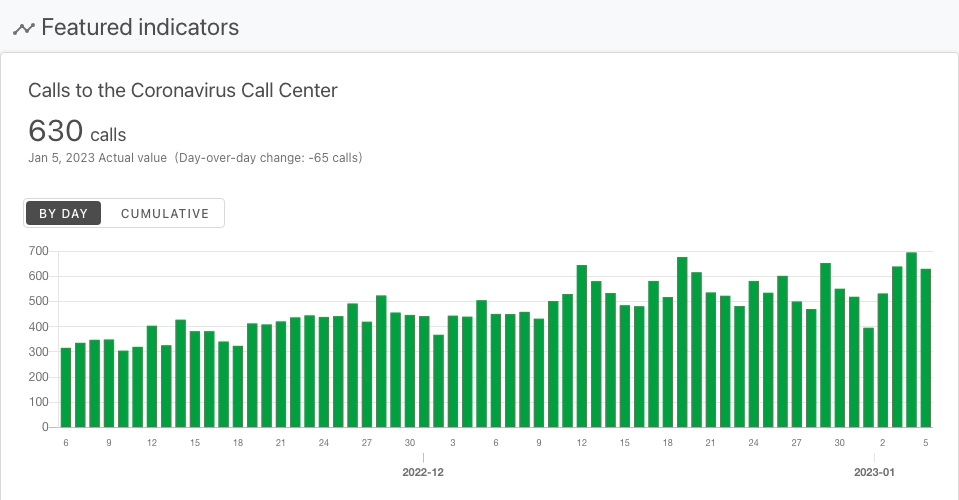 Featured indicators
Calls to the Coronavirus Call Center
630 calls
Jan 5, 2023 Actual value (Day-over-day change: -65 calls)
BY DAY CUMULATIVE
700
600
500
400
300
200
100
0
6 9 12 15 18 21 24 27 30 3 6 9 12 15 18 21 24 27 30 2 5
2022-12 2023-01